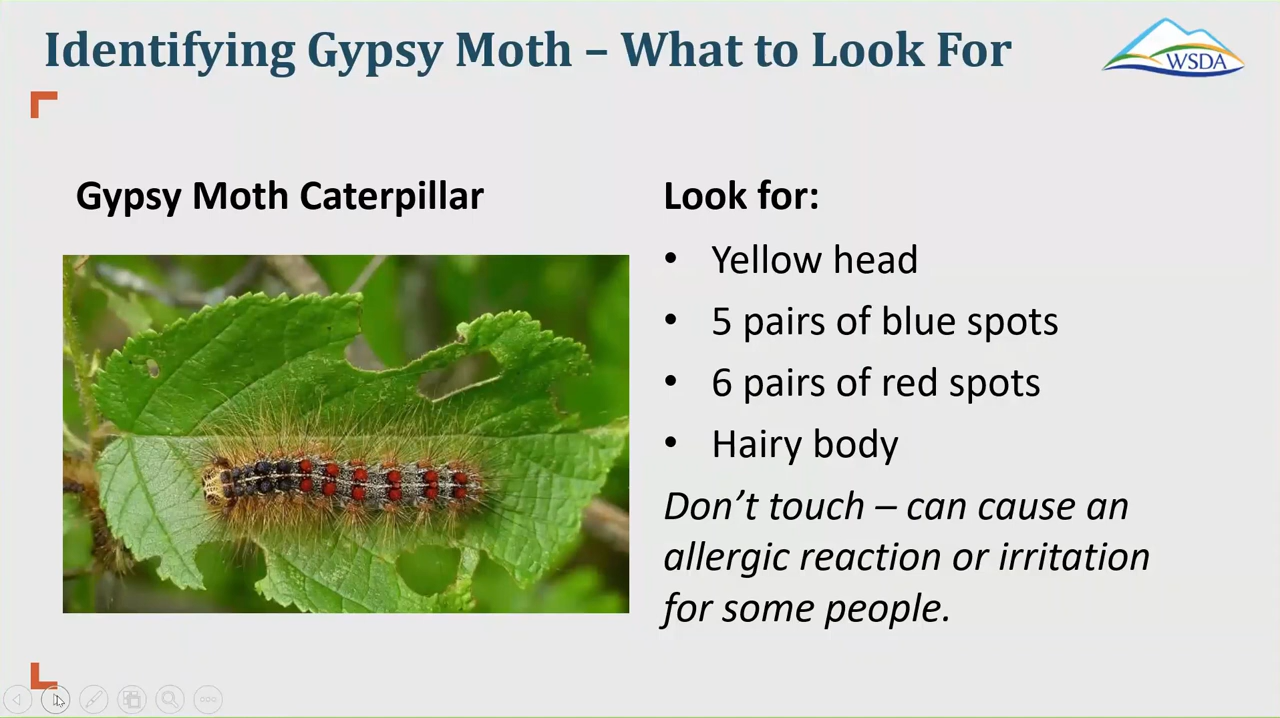 Identifying Gypsy Moth – What to Look For
WSDA
Gypsy Moth Caterpillar
Look for:
• Yellow head
• 5 pairs of blue spots
• 6 pairs of red spots
• Hairy body
Don’t touch – can cause an
allergic reaction or irritation
for some people.